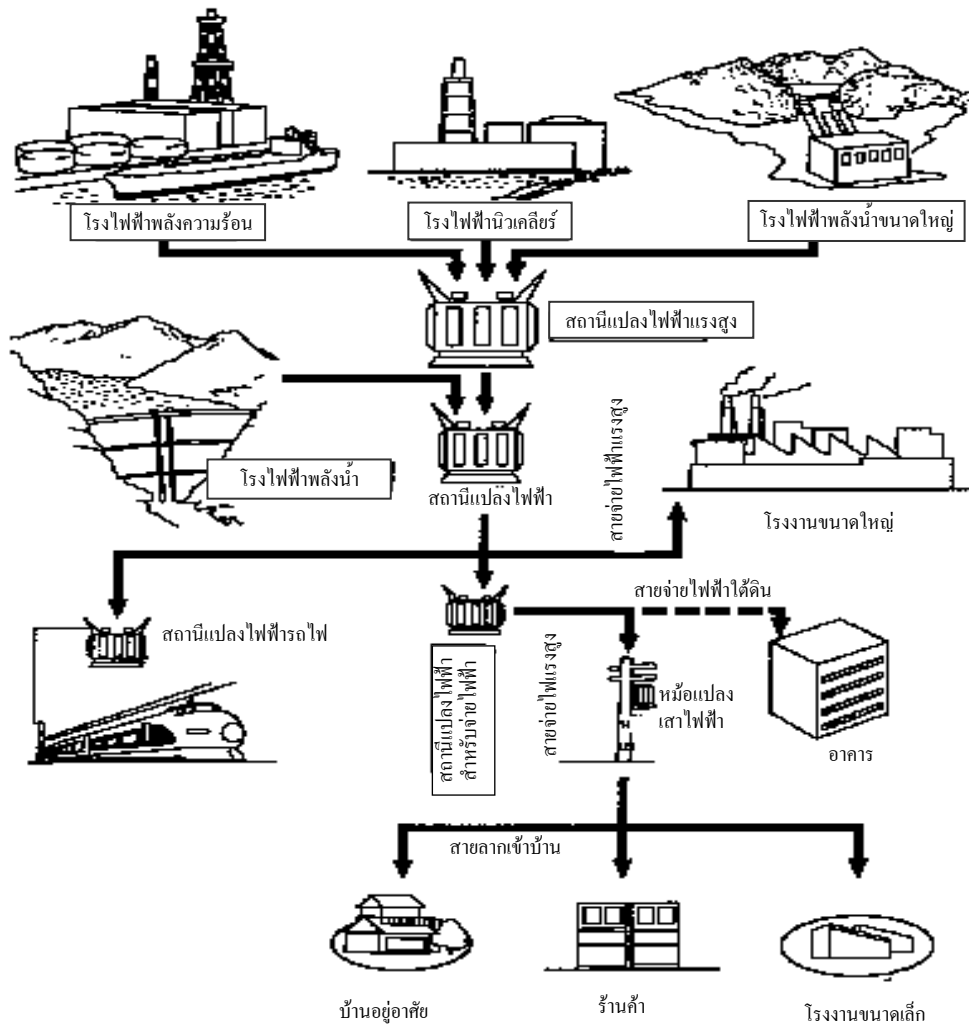 โรงไฟฟ้าพลังความร้อน
โรงไฟฟ้านิวเคลียร์
โรงไฟฟ้าพลังน้ำขนาดใหญ่
สถานีแปลงไฟฟ้าแรงสูง
โรงไฟฟ้าพลังน้ำ
สถานีแปลงไฟฟ้า
สายจ่ายไฟฟ้าแรงสูง
โรงงานขนาดใหญ่
สถานีแปลงไฟฟ้ารถไฟ
สายจ่ายไฟฟ้าใต้ดิน
สถานีแปลงไฟฟ้า
สำหรับจ่ายไฟฟ้า
สายจ่ายไฟแรงสูง
หม้อแปลง
เสาไฟฟ้า
อาคาร
สายลากเข้าบ้าน
บ้านอยู่อาศัย
ร้านค้า
โรงงานขนาดเล็ก